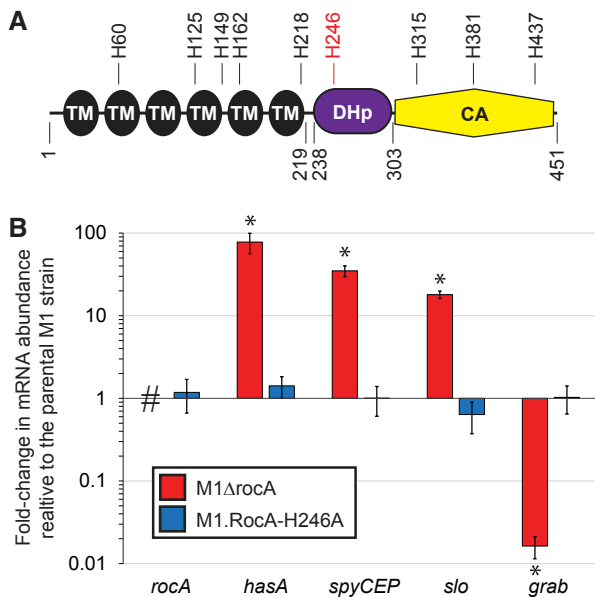 A
H60 H125 H149 H162 H218 H246 H315 H381 H437
TM TM TM TM TM TM DHp CA
1 219 238 303 451
B
Fold-change in mRNA abundance
realtive to the parental M1 strain
100
10
1
0.1
0.01
#
*
*
*
*
M1ΔrocA
M1.RocA-H246A
rocA hasA spyCEP slo grab